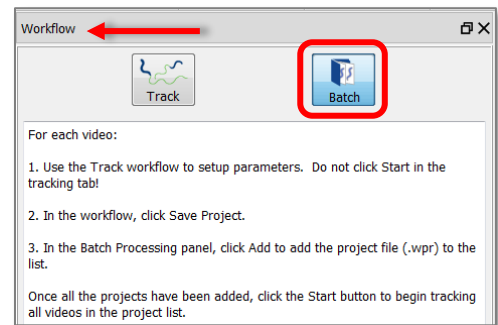 Workflow
Track
Batch
For each video:
1. Use the Track workflow to setup parameters.  Do not click Start in the
tracking tab!
2. In the workflow, click Save Project.
3. In the Batch Processing panel, click Add to add the project file (.wpr) to the
list.
Once all the projects have been added, click the Start button to begin tracking
all videos in the project list.